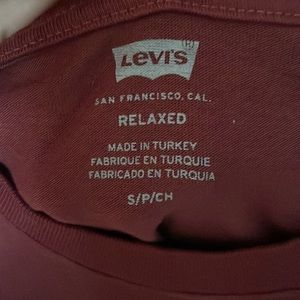 Levi's
SAN FRANCISCO, CAL.
RELAXED
MADE IN TURKEY
FABRIQUE EN TURQUIE
FABRICADO EN TURQUIA
S/P/CH